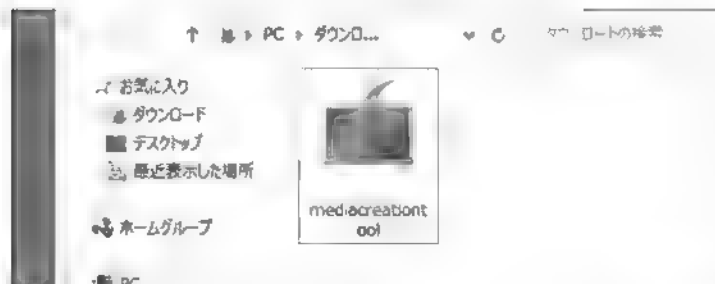 PC ダウンロ...
お気に入り
ダウンロード
デスクトップ
最近表示した場所
ホームグループ
PC
mediacreationt
ool